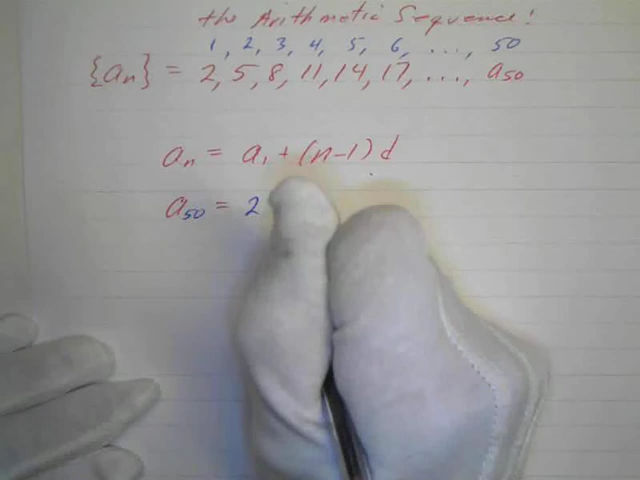 the Arithmetic Sequence!
1, 2, 3, 4, 5, 6, ..., 50
{an} = 2, 5, 8, 11, 14, 17, ..., a50
an = a1 + (n-1) d
a50 = 2